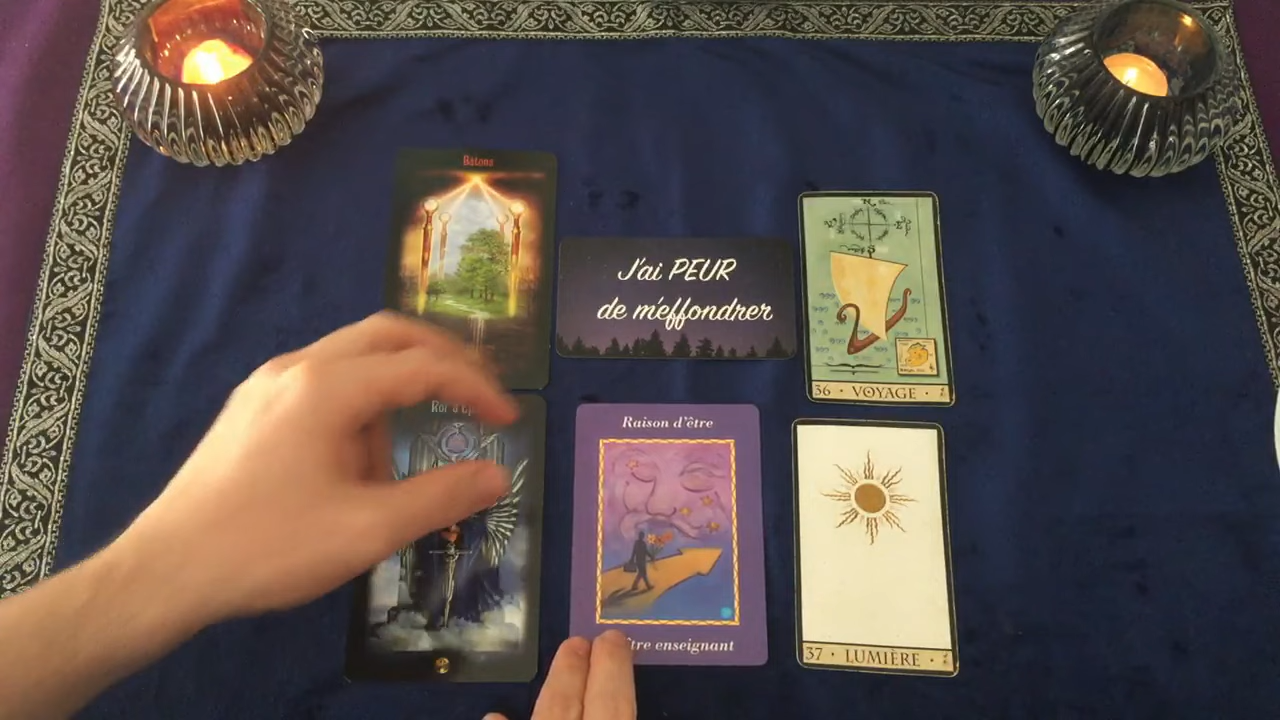 Bâtons
J'ai PEUR
de m'effondrer
N
S
36 • VOYAGE •
Raison d'être
être enseignant
37 • LUMIÈRE •